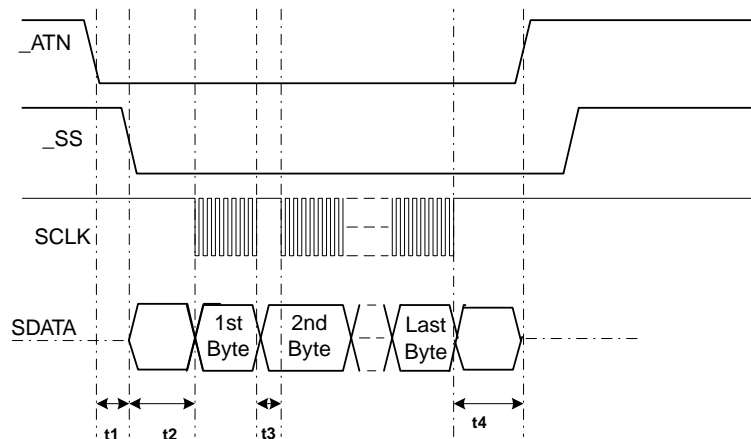 _ATN
_SS
SCLK
SDATA
1st
Byte
2nd
Byte
Last
Byte
t1
t2
t3
t4